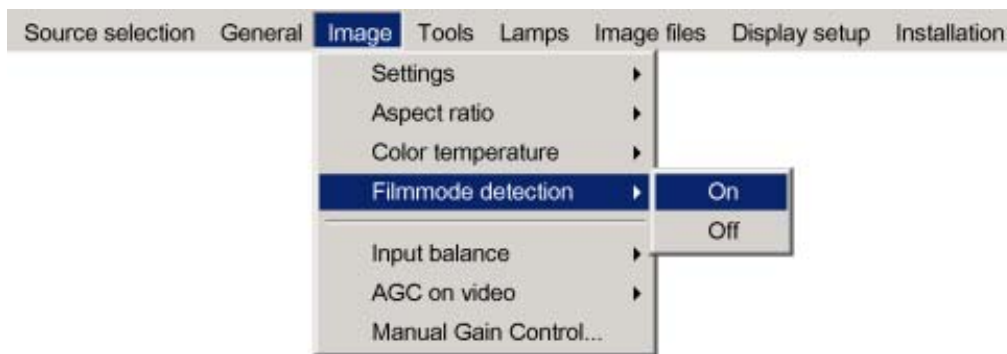 Source selection General Image Tools Lamps Image files Display setup Installation
Settings
Aspect ratio
Color temperature
Filmmode detection On
Off
Input balance
AGC on video
Manual Gain Control...